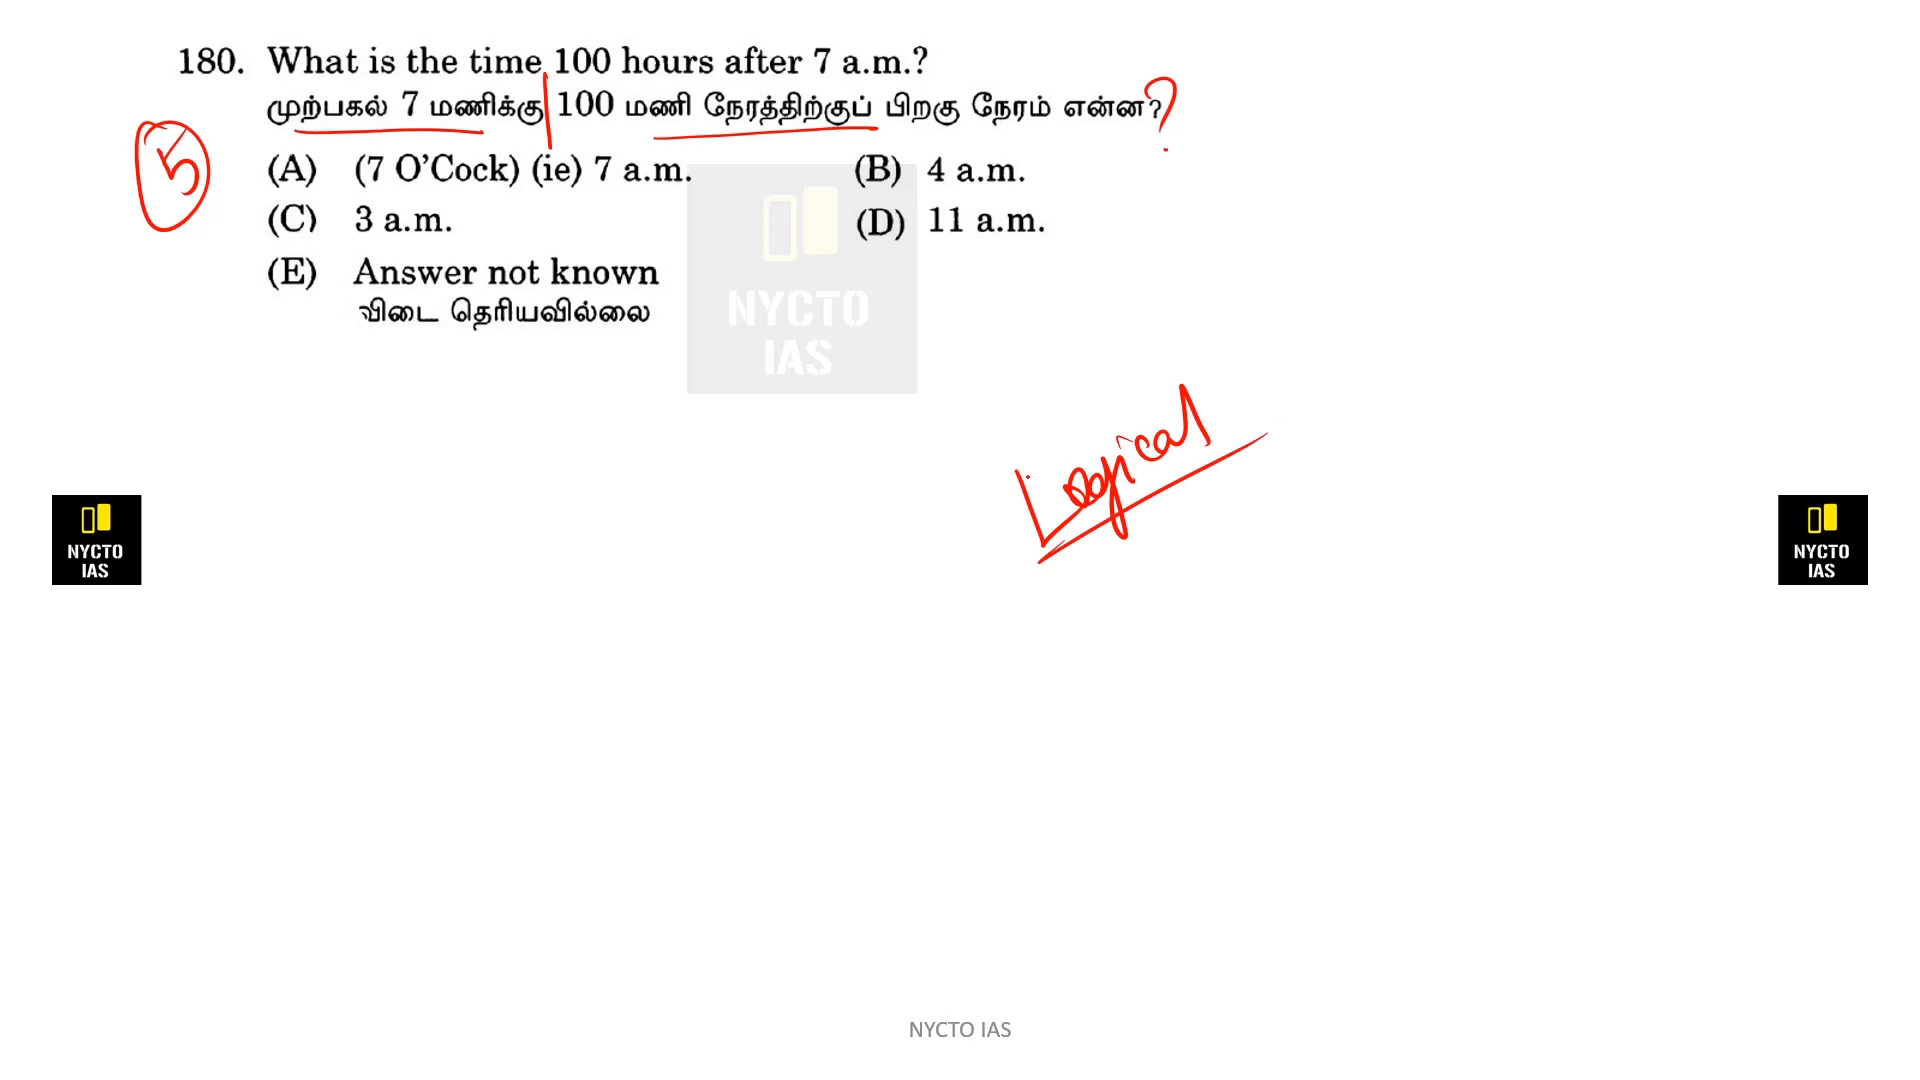 180. What is the time 100 hours after 7 a.m.?
முற்பகல் 7 மணிக்கு 100 மணி நேரத்திற்குப் பிறகு நேரம் என்ன?
?
5
(A) (7 O'Cock) (ie) 7 a.m. (B) 4 a.m.
(C) 3 a.m. (D) 11 a.m.
(E) Answer not known
விடை தெரியவில்லை
NYCTO
IAS
Logical
NYCTO
IAS
NYCTO
IAS
NYCTO IAS